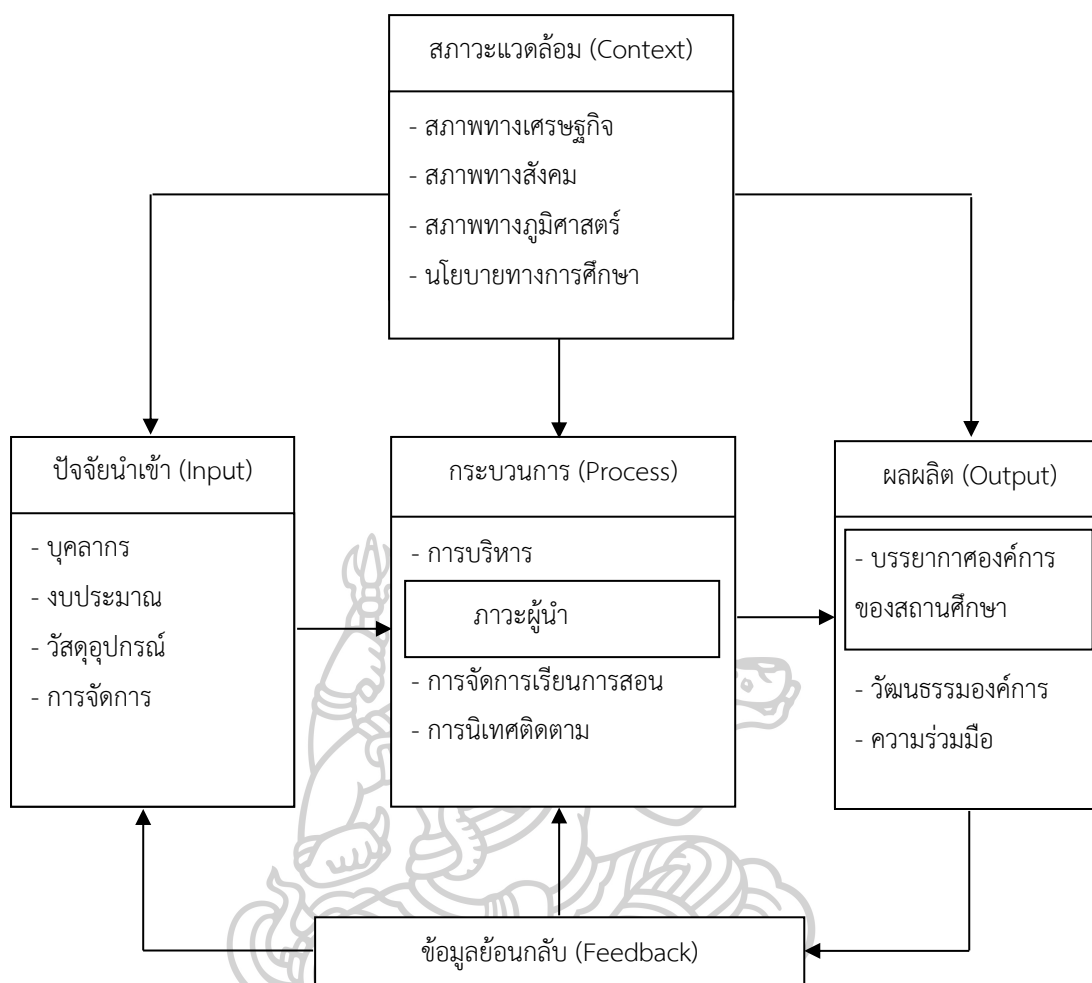 สภาวะแวดล้อม (Context)
- สภาพทางเศรษฐกิจ
- สภาพทางสังคม
- สภาพทางภูมิศาสตร์
- นโยบายทางการศึกษา
ปัจจัยนำเข้า (Input)
- บุคลากร
- งบประมาณ
- วัสดุอุปกรณ์
- การจัดการ
กระบวนการ (Process)
- การบริหาร
ภาวะผู้นำ
- การจัดการเรียนการสอน
- การนิเทศติดตาม
ผลผลิต (Output)
- บรรยากาศองค์การ
ของสถานศึกษา
- วัฒนธรรมองค์การ
- ความร่วมมือ
ข้อมูลย้อนกลับ (Feedback)